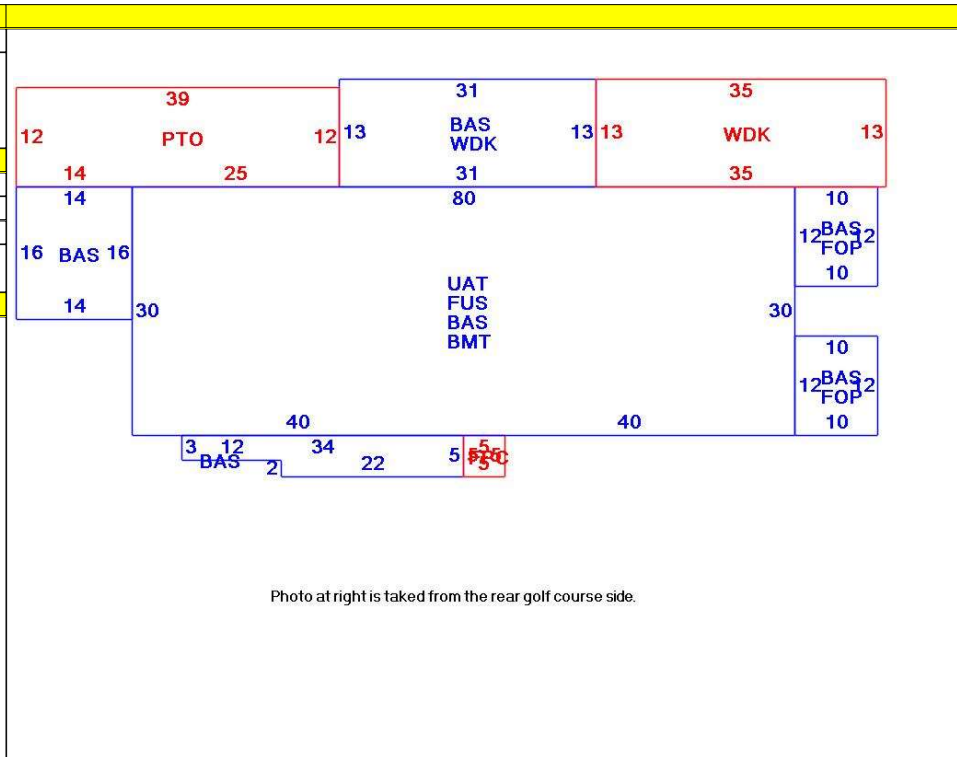 39
12 PTO 12
14 25
31
13 BAS 13
WDK
31
35
13 WDK 13
35
14
16 BAS 16
14
80
30 30
UAT
FUS
BAS
BMT
40 40
10
12 BAS 12
FOP
10
10
12 BAS 12
FOP
10
3 12 34
BAS 2 22 5
5
5 5
5
Photo at right is taked from the rear golf course side.